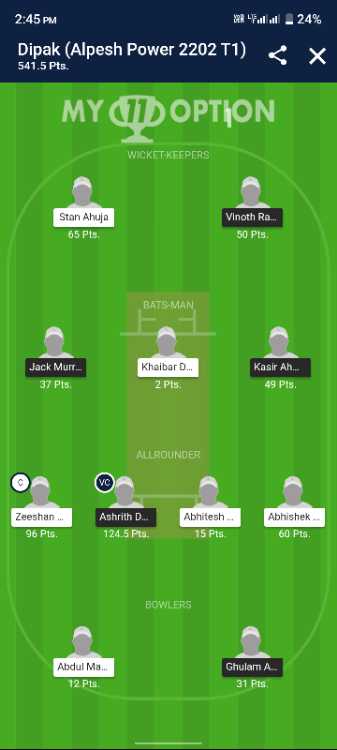 2:45 PM
24%
Dipak (Alpesh Power 2202 T1)
541.5 Pts.
MY 11 OPTION
WICKET-KEEPERS
Stan Ahuja
Vinoth Ra...
65 Pts.
50 Pts.
BATS-MAN
Jack Murr...
Khaibar D...
Kasir Ah...
37 Pts.
2 Pts.
49 Pts.
ALLROUNDER
C
VC
Zeeshan ...
Ashrith D...
Abhitesh ...
Abhishek ...
96 Pts.
124.5 Pts.
15 Pts.
60 Pts.
BOWLERS
Abdul Ma...
Ghulam A...
12 Pts.
31 Pts.